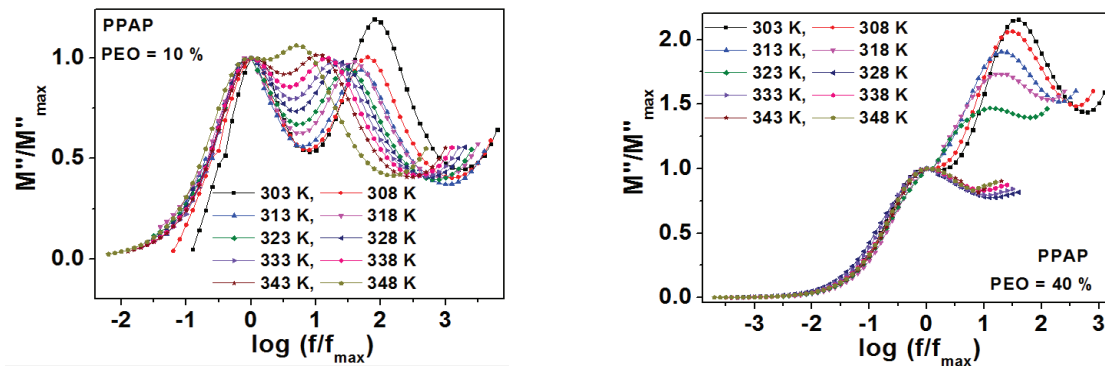 PPAP
PEO = 10 %
M''/M''max
1.0
0.5
0.0
303 K, 308 K
313 K, 318 K
323 K, 328 K
333 K, 338 K
343 K, 348 K
-2 -1 0 1 2 3
log (f/fmax)
303 K, 308 K
313 K, 318 K
323 K, 328 K
333 K, 338 K
343 K, 348 K
M''/M''max
2.0
1.5
1.0
0.5
0.0
PPAP
PEO = 40 %
-3 -2 -1 0 1 2 3
log (f/fmax)